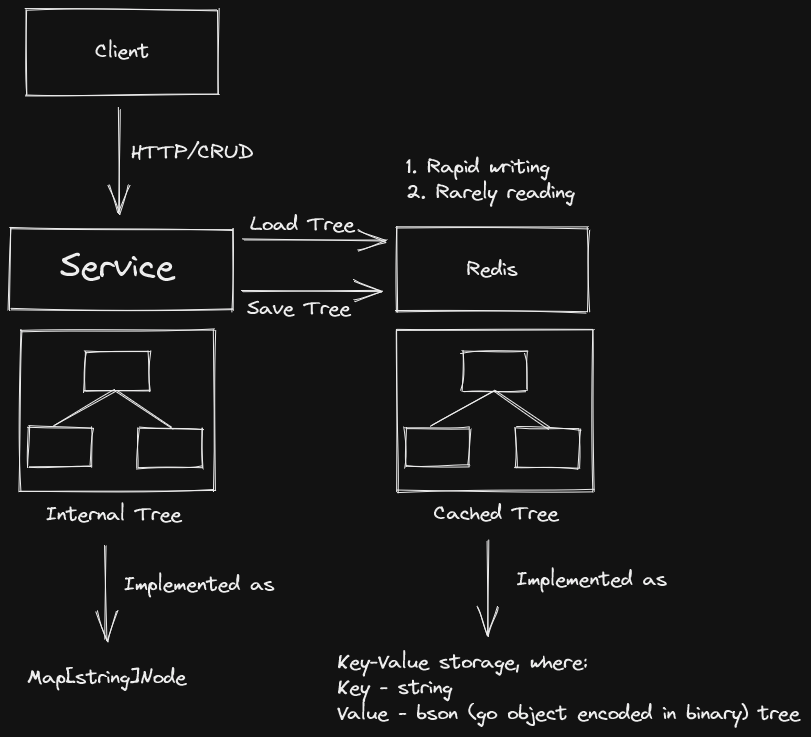 Client
HTTP/CRUD
1. Rapid writing
2. Rarely reading
Load Tree
Service
Redis
Save Tree
Internal Tree
Cached Tree
Implemented as
Implemented as
Map[string]Node
Key-Value storage, where:
Key - string
Value - bson (go object encoded in binary) tree